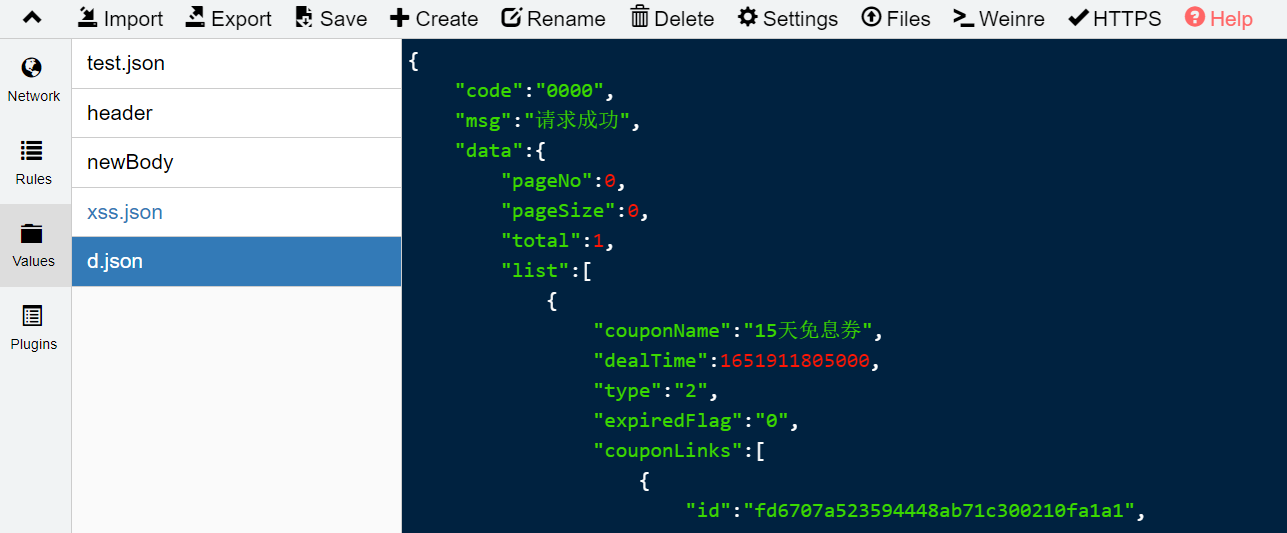 Import Export Save Create Rename Delete Settings Files Weinre HTTPS Help
Network
Rules
Values
Plugins
test.json
header
newBody
xss.json
d.json
{
"code":"0000",
"msg":"请求成功",
"data":{
"pageNo":0,
"pageSize":0,
"total":1,
"list":[
{
"couponName":"15天免息券",
"dealTime":1651911805000,
"type":"2",
"expiredFlag":"0",
"couponLinks":[
{
"id":"fd6707a523594448ab71c300210fa1a1",